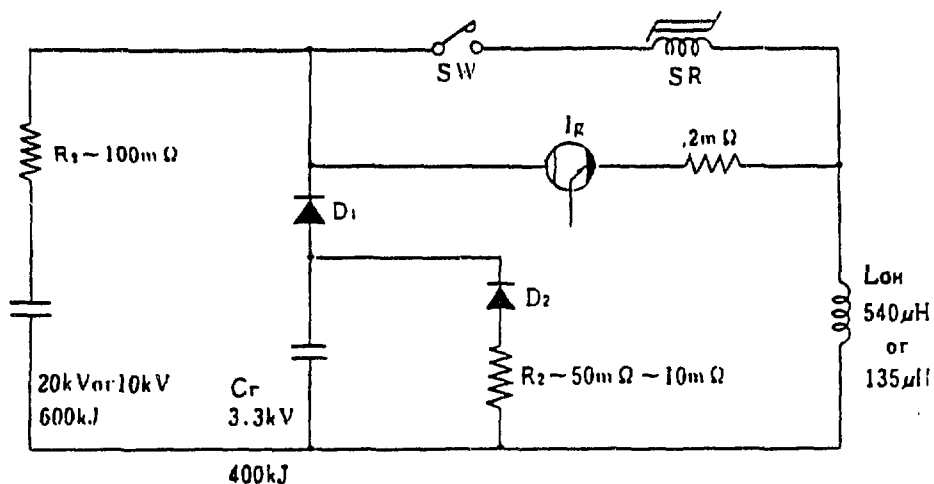 SW
SR
Ig
.2mΩ
R₁~100mΩ
D₁
D₂
LOH
540μH
or
135μH
20kV or 10kV
600kJ
Cr
3.3kV
R₂~50mΩ~10mΩ
400kJ